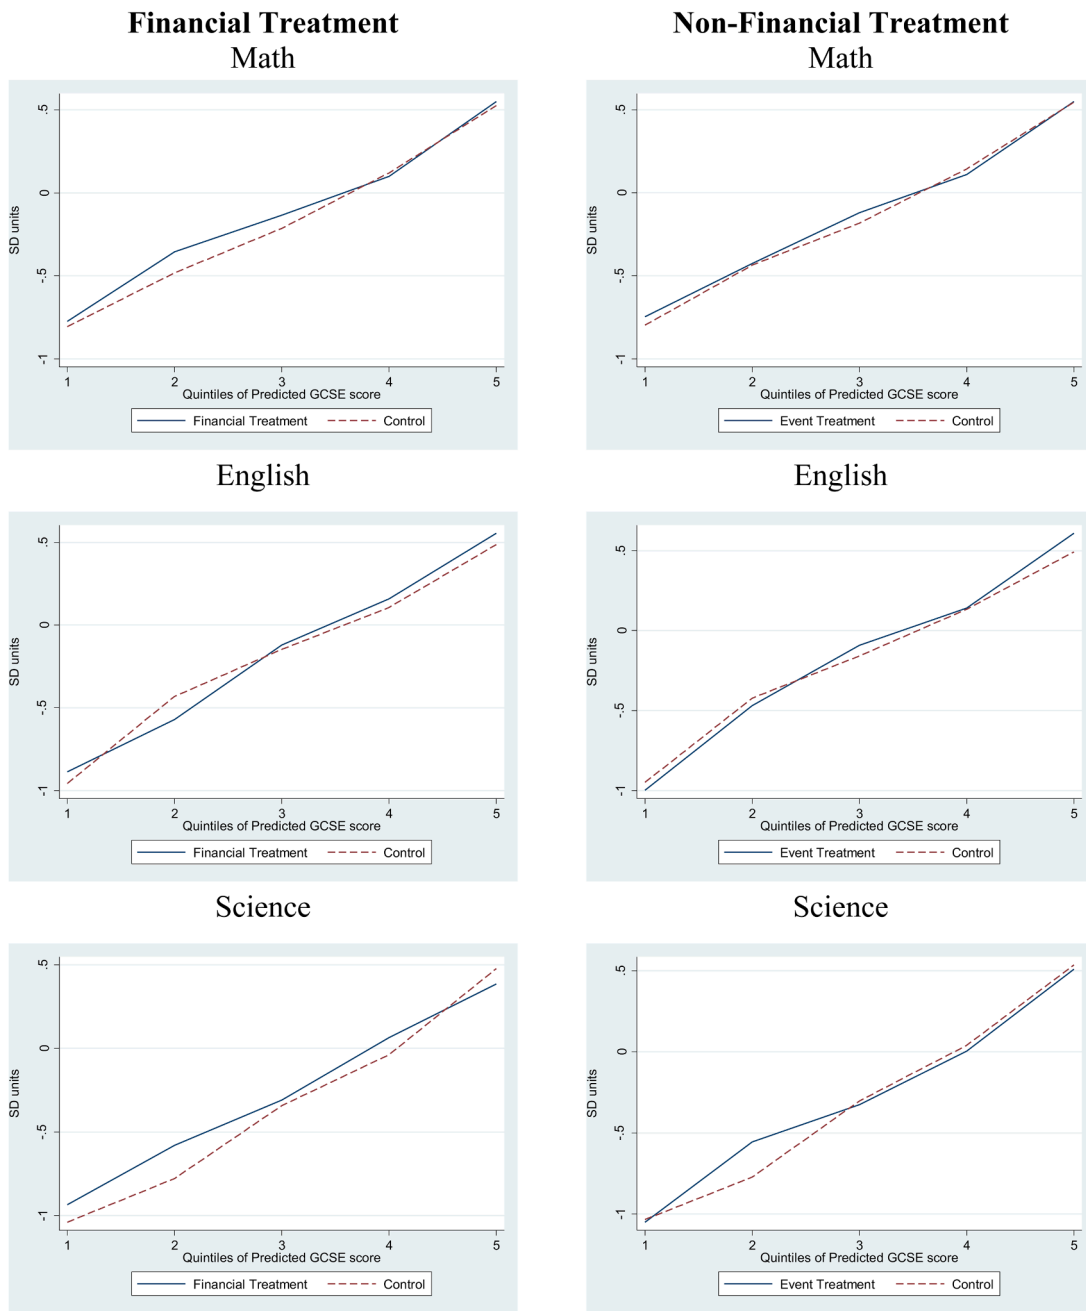 Financial Treatment
Math
.5
0
-.5
-1
SD units
1 2 3 4 5
Quintiles of Predicted GCSE score
Financial Treatment Control
Non-Financial Treatment
Math
.5
0
-.5
-1
SD units
1 2 3 4 5
Quintiles of Predicted GCSE score
Event Treatment Control
English
.5
0
-.5
-1
SD units
1 2 3 4 5
Quintiles of Predicted GCSE score
Financial Treatment Control
English
.5
0
-.5
-1
SD units
1 2 3 4 5
Quintiles of Predicted GCSE score
Event Treatment Control
Science
.5
0
-.5
-1
SD units
1 2 3 4 5
Quintiles of Predicted GCSE score
Financial Treatment Control
Science
.5
0
-.5
-1
SD units
1 2 3 4 5
Quintiles of Predicted GCSE score
Event Treatment Control